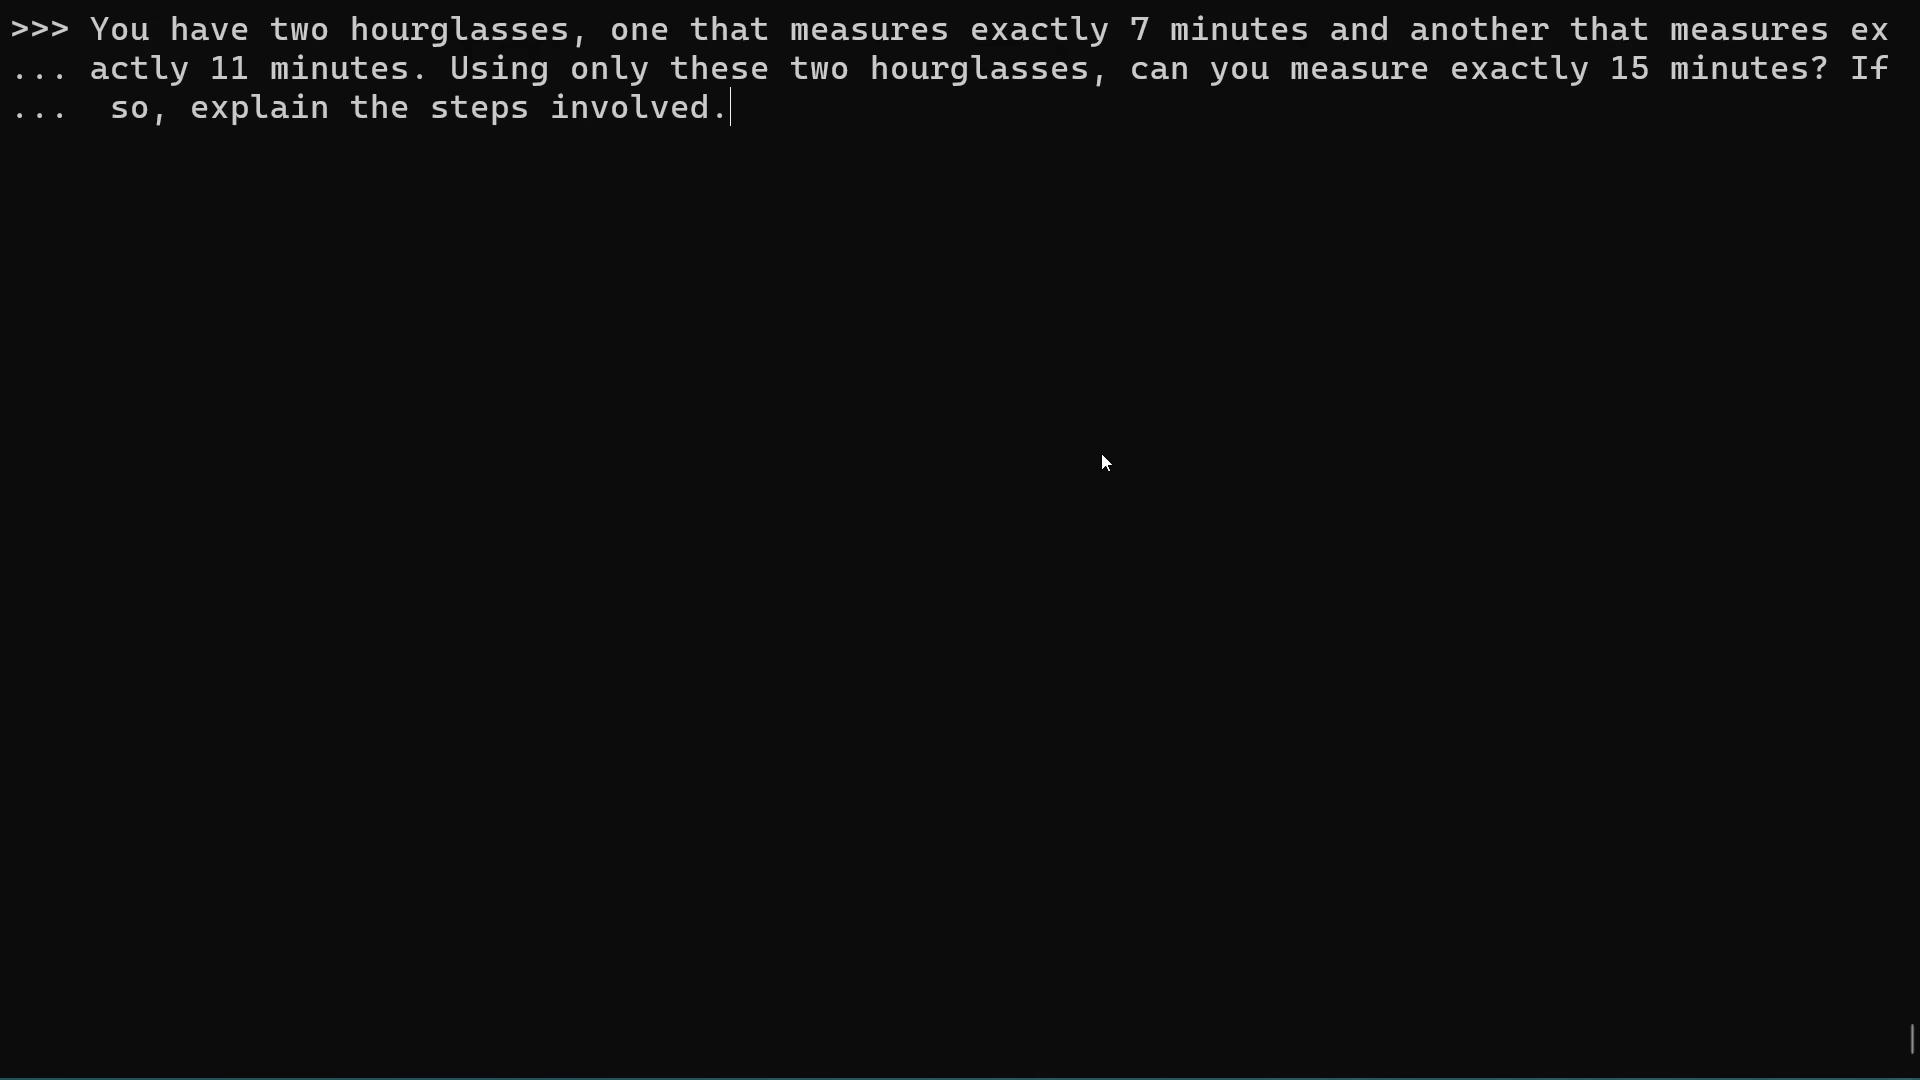 >>> You have two hourglasses, one that measures exactly 7 minutes and another that measures ex
... actly 11 minutes. Using only these two hourglasses, can you measure exactly 15 minutes? If
...  so, explain the steps involved.